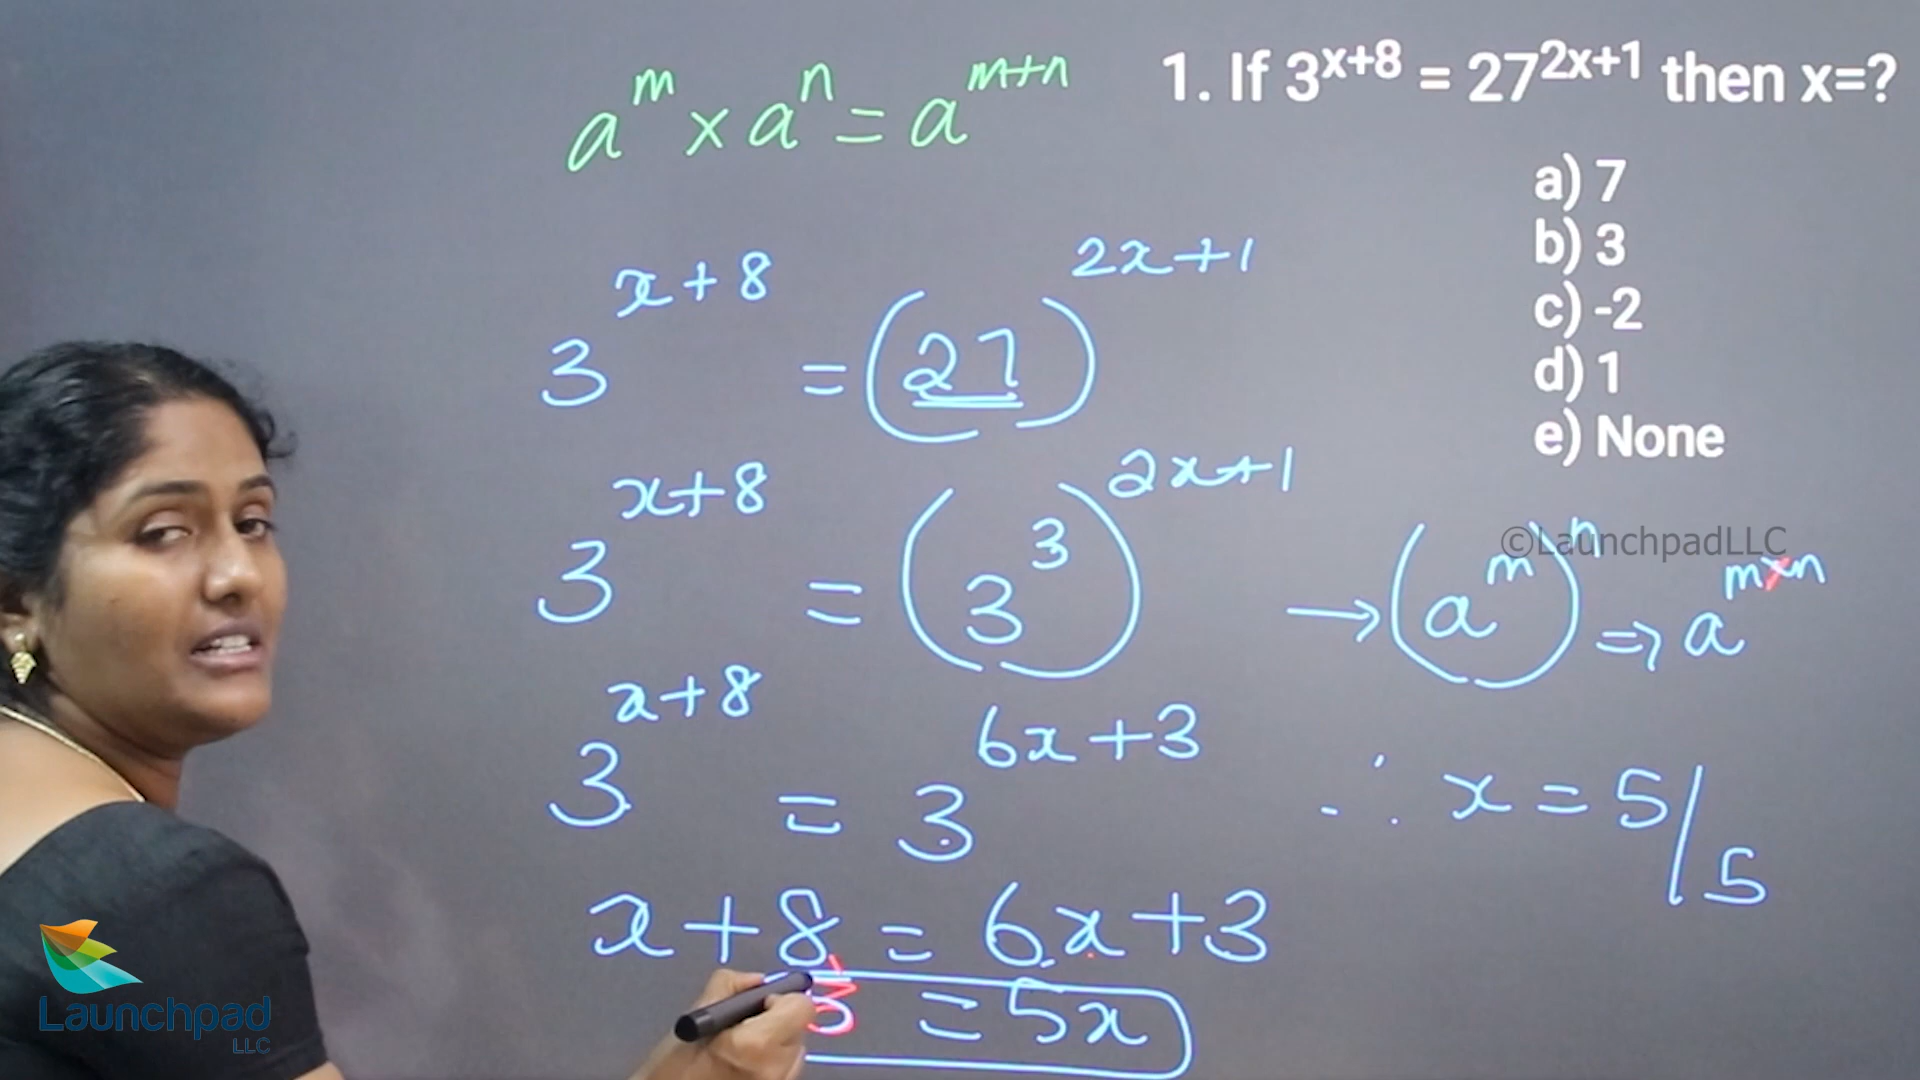 a^m × a^n = a^{m+n}
1. If 3^{x+8} = 27^{2x+1} then x=?
a) 7
b) 3
c) -2
d) 1
e) None
3^{x+8} = (27)^{2x+1}
3^{x+8} = (3^3)^{2x+1} → (a^m)^n ⇒ a^{m×n}
©LaunchpadLLC
3^{x+8} = 3^{6x+3}
∴ x = 5/5
x+8 = 6x+3
= 5x
Launchpad
LLC